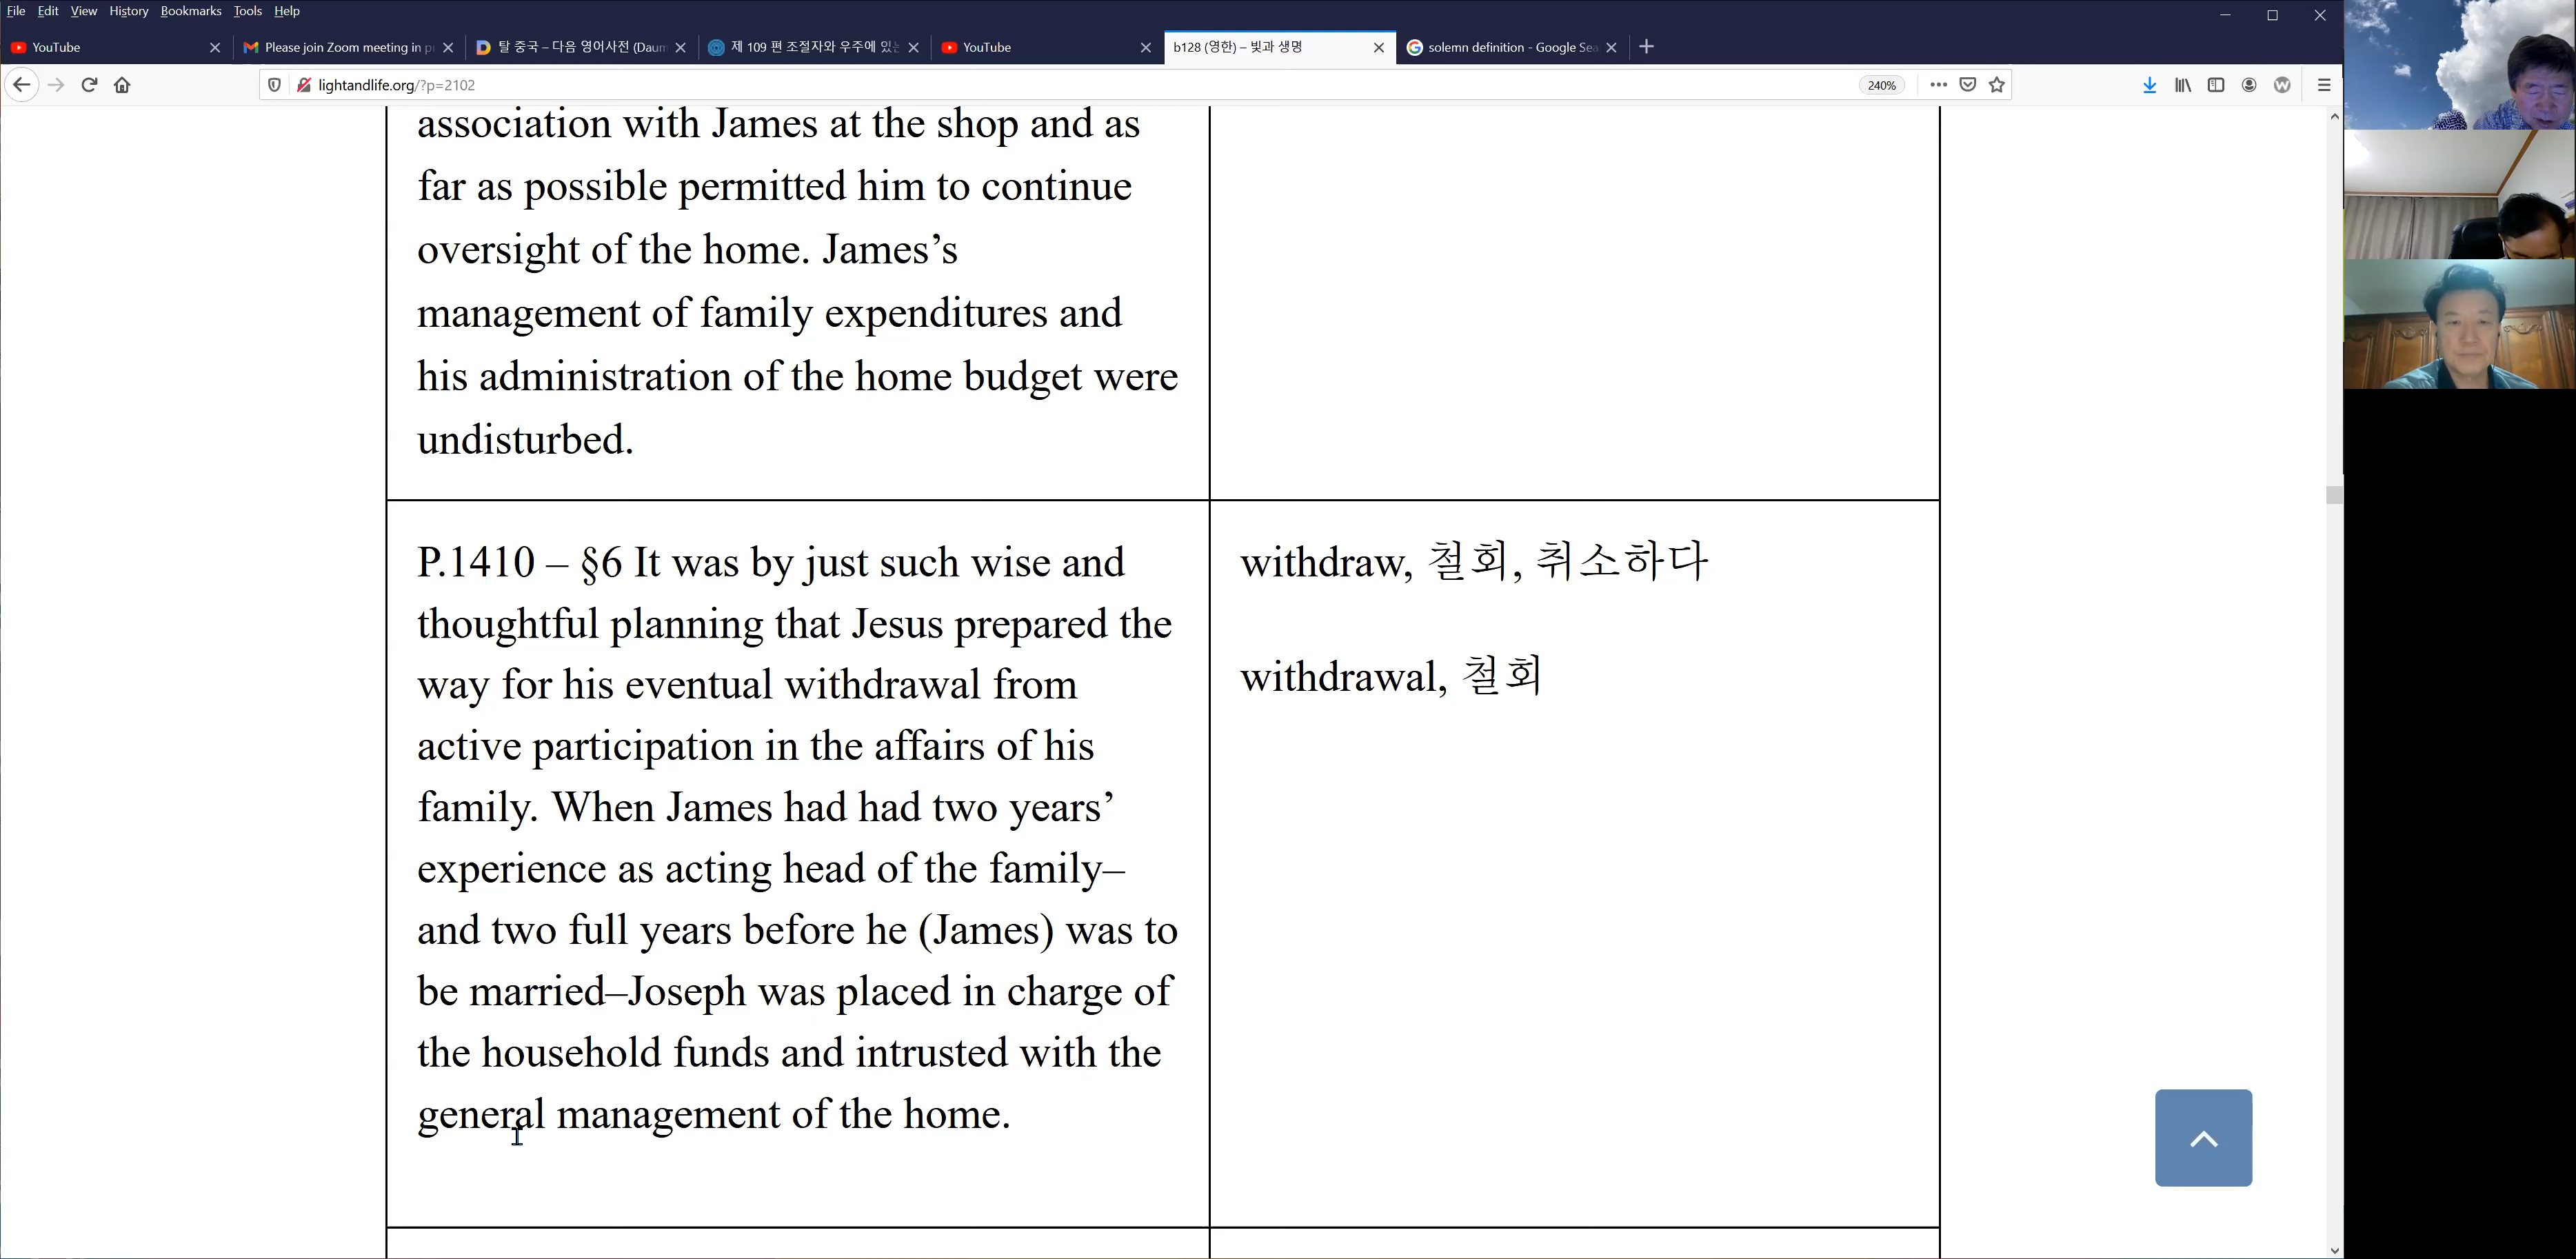 File Edit View History Bookmarks Tools Help
YouTube
Please join Zoom meeting in p
탈 중국 – 다음 영어사전 (Daum
제 109 편 조절자와 우주에 있는
YouTube
b128 (영한) – 빛과 생명
solemn definition - Google Sea
lightandlife.org/?p=2102
240%
association with James at the shop and as
far as possible permitted him to continue
oversight of the home. James’s
management of family expenditures and
his administration of the home budget were
undisturbed.
P.1410 – §6 It was by just such wise and
thoughtful planning that Jesus prepared the
way for his eventual withdrawal from
active participation in the affairs of his
family. When James had had two years’
experience as acting head of the family–
and two full years before he (James) was to
be married–Joseph was placed in charge of
the household funds and intrusted with the
general management of the home.
withdraw, 철회, 취소하다
withdrawal, 철회